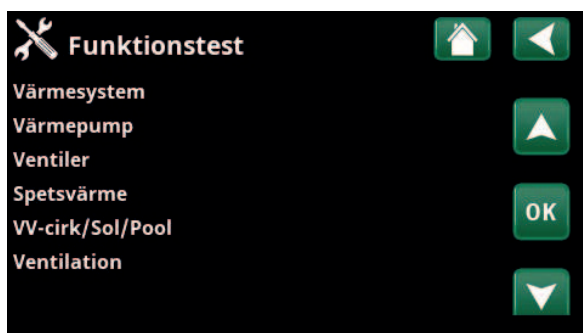 Funktionstest
Värmesystem
Värmepump
Ventiler
Spetsvärme
VV-cirk/Sol/Pool
Ventilation
OK